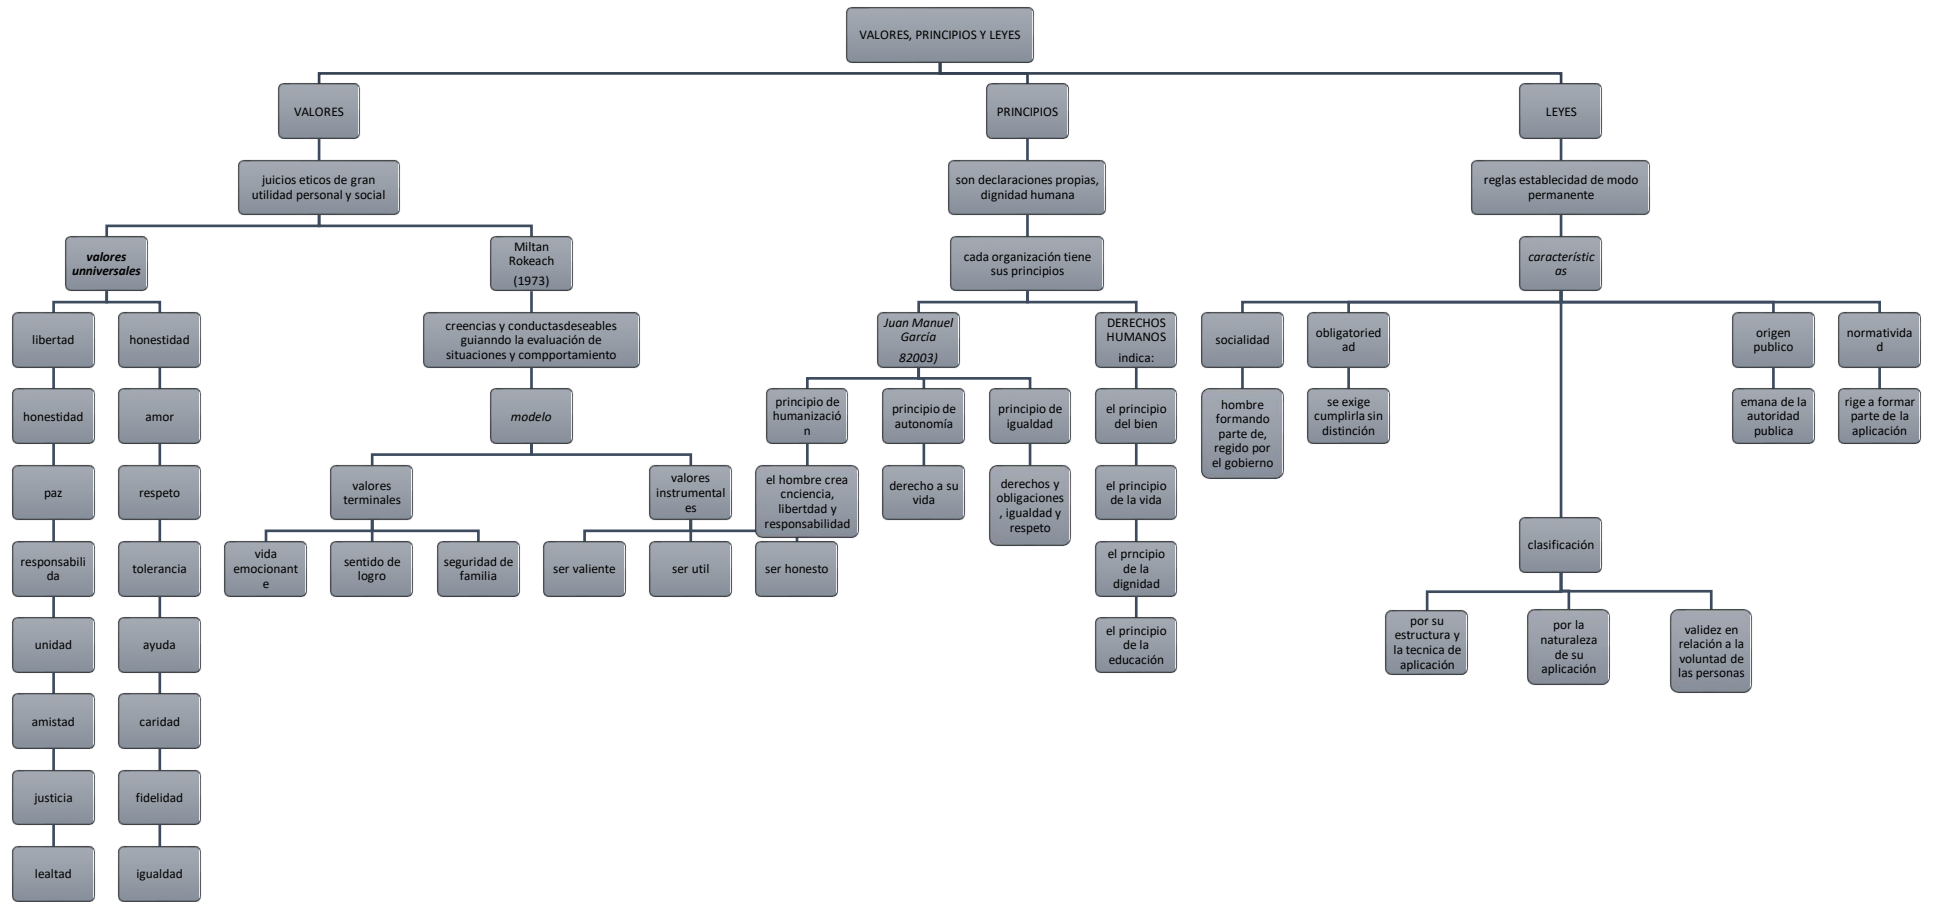 VALORES, PRINCIPIOS Y LEYES
VALORES
juicios eticos de gran
utilidad personal y social
valores
unniversales
libertad
honestidad
paz
responsabili
da
unidad
amistad
justicia
lealtad
honestidad
amor
respeto
tolerancia
ayuda
caridad
fidelidad
igualdad
Miltan
Rokeach
(1973)
creencias y conductasdeseables
guianndo la evaluación de
situaciones y compportamiento
modelo
valores
terminales
vida
emocionant
e
sentido de
logro
seguridad de
familia
valores
instrumental
es
ser valiente
ser util
ser honesto
PRINCIPIOS
son declaraciones propias,
dignidad humana
cada organización tiene
sus principios
Juan Manuel
García
82003)
principio de
humanizació
n
el hombre crea
cnciencia,
libertdad y
responsabilidad
principio de
autonomía
derecho a su
vida
principio de
igualdad
derechos y
obligaciones
, igualdad y
respeto
DERECHOS
HUMANOS
indica:
el principio
del bien
el principio
de la vida
el prncipio
de la
dignidad
el principio
de la
educación
LEYES
reglas establecidad de modo
permanente
característic
as
socialidad
hombre
formando
parte de,
regido por
el gobierno
obligatoried
ad
se exige
cumplirla sin
distinción
clasificación
por su
estructura y
la tecnica de
aplicación
por la
naturaleza
de su
aplicación
validez en
relación a la
voluntad de
las personas
origen
publico
emana de la
autoridad
publica
normativida
d
rige a formar
parte de la
aplicación